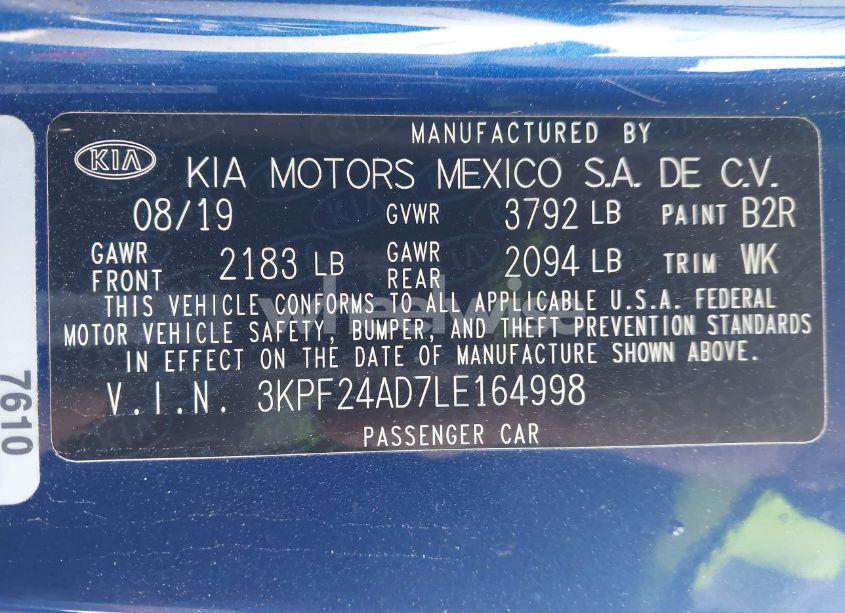 MANUFACTURED BY
KIA KIA MOTORS MEXICO S.A. DE C.V.
08/19 GVWR 3792 LB PAINT B2R
GAWR FRONT 2183 LB GAWR REAR 2094 LB TRIM WK
THIS VEHICLE CONFORMS TO ALL APPLICABLE U.S.A. FEDERAL
MOTOR VEHICLE SAFETY, BUMPER, AND THEFT PREVENTION STANDARDS
IN EFFECT ON THE DATE OF MANUFACTURE SHOWN ABOVE.
V.I.N. 3KPF24AD7LE164998
PASSENGER CAR
7610